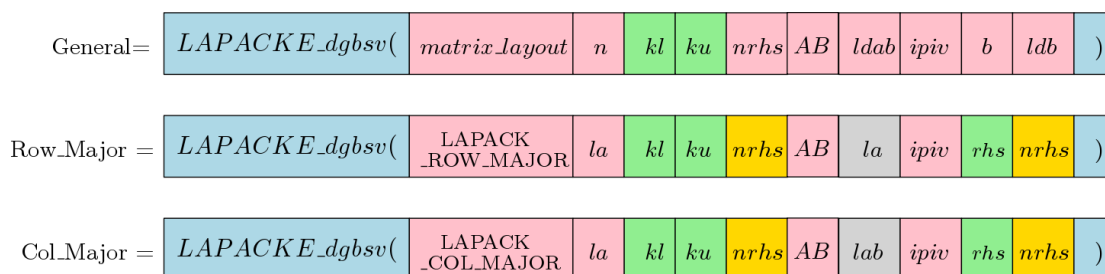 General= LAPACKE_dgbsv( matrix_layout n kl ku nrhs AB ldab ipiv b ldb )
Row_Major = LAPACKE_dgbsv( LAPACK _ROW_MAJOR la kl ku nrhs AB la ipiv rhs nrhs )
Col_Major = LAPACKE_dgbsv( LAPACK _COL_MAJOR la kl ku nrhs AB lab ipiv rhs nrhs )